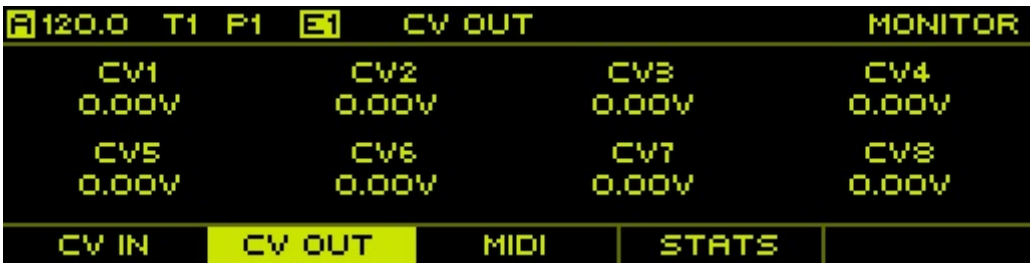 A 120.0 T1 P1 E1 CV OUT MONITOR
CV1 CV2 CV3 CV4
0.00V 0.00V 0.00V 0.00V
CV5 CV6 CV7 CV8
0.00V 0.00V 0.00V 0.00V
CV IN CV OUT MIDI STATS